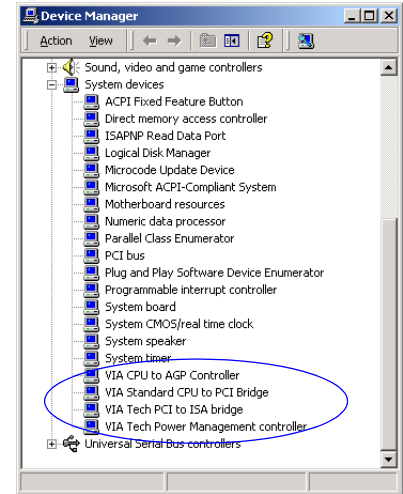 Device Manager
Action View
Sound, video and game controllers
System devices
ACPI Fixed Feature Button
Direct memory access controller
ISAPNP Read Data Port
Logical Disk Manager
Microcode Update Device
Microsoft ACPI-Compliant System
Motherboard resources
Numeric data processor
Parallel Class Enumerator
PCI bus
Plug and Play Software Device Enumerator
Programmable interrupt controller
System board
System CMOS/real time clock
System speaker
System timer
VIA CPU to AGP Controller
VIA Standard CPU to PCI Bridge
VIA Tech PCI to ISA bridge
VIA Tech Power Management controller
Universal Serial Bus controllers